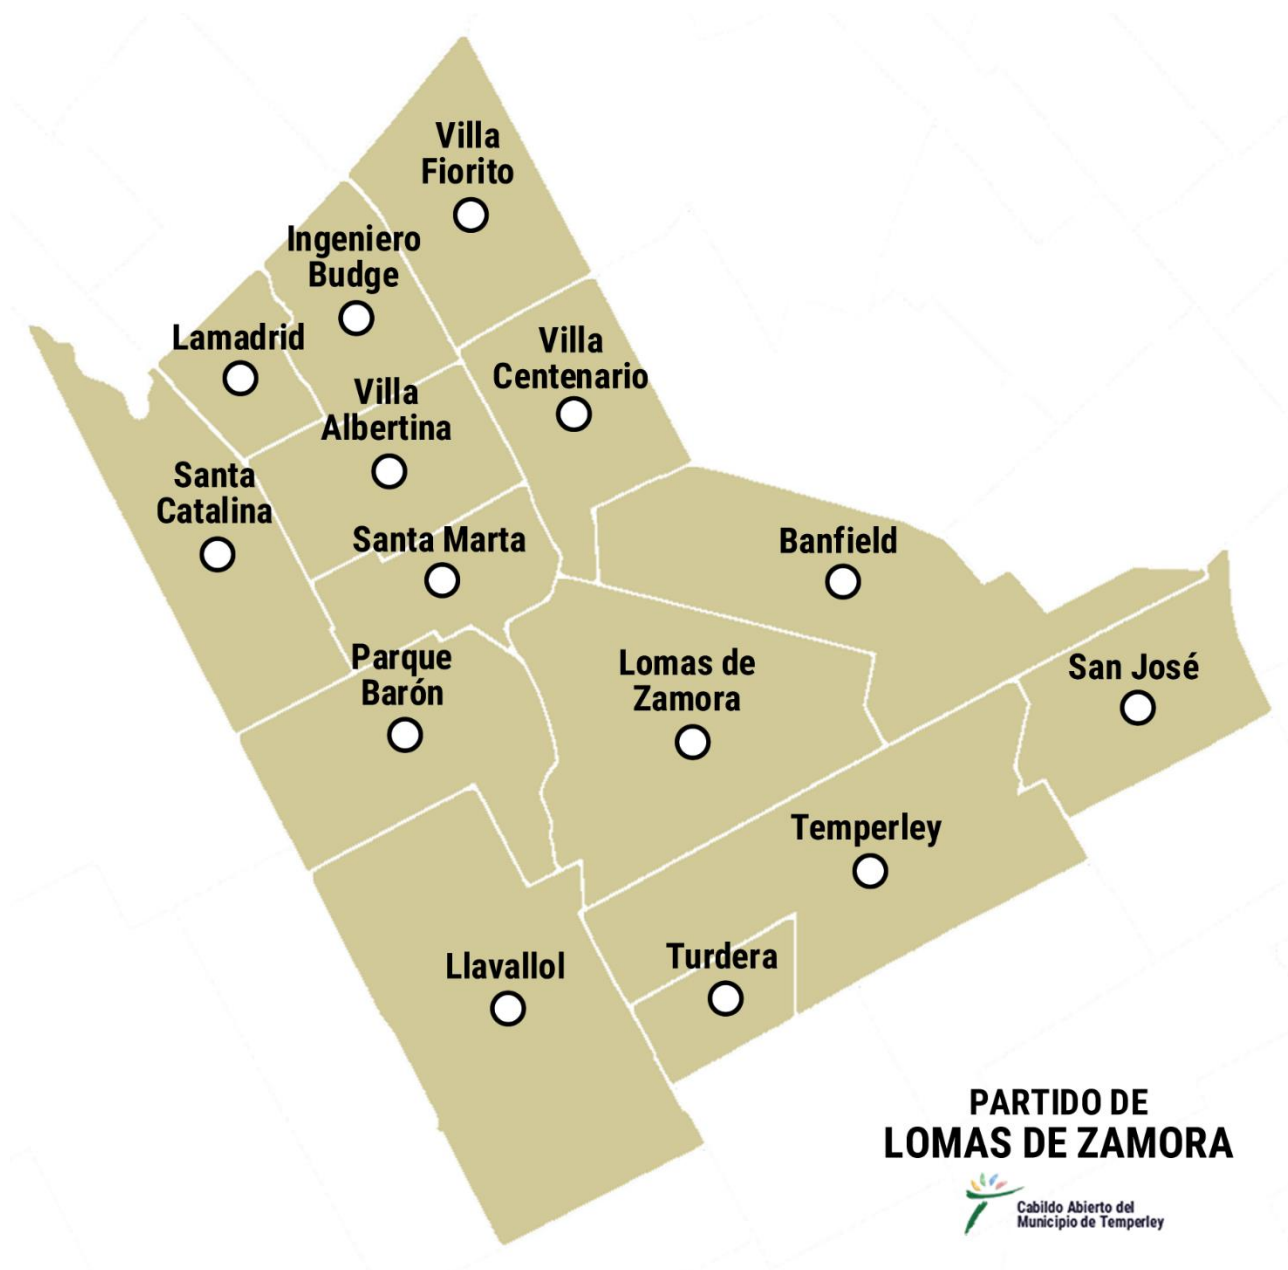 Villa
Fiorito
Ingeniero
Budge
Lamadrid
Villa
Centenario
Villa
Albertina
Santa
Catalina
Santa Marta
Banfield
Parque
Barón
Lomas de
Zamora
San José
Temperley
Llavallol
Turdera
PARTIDO DE
LOMAS DE ZAMORA
Cabildo Abierto del
Municipio de Temperley